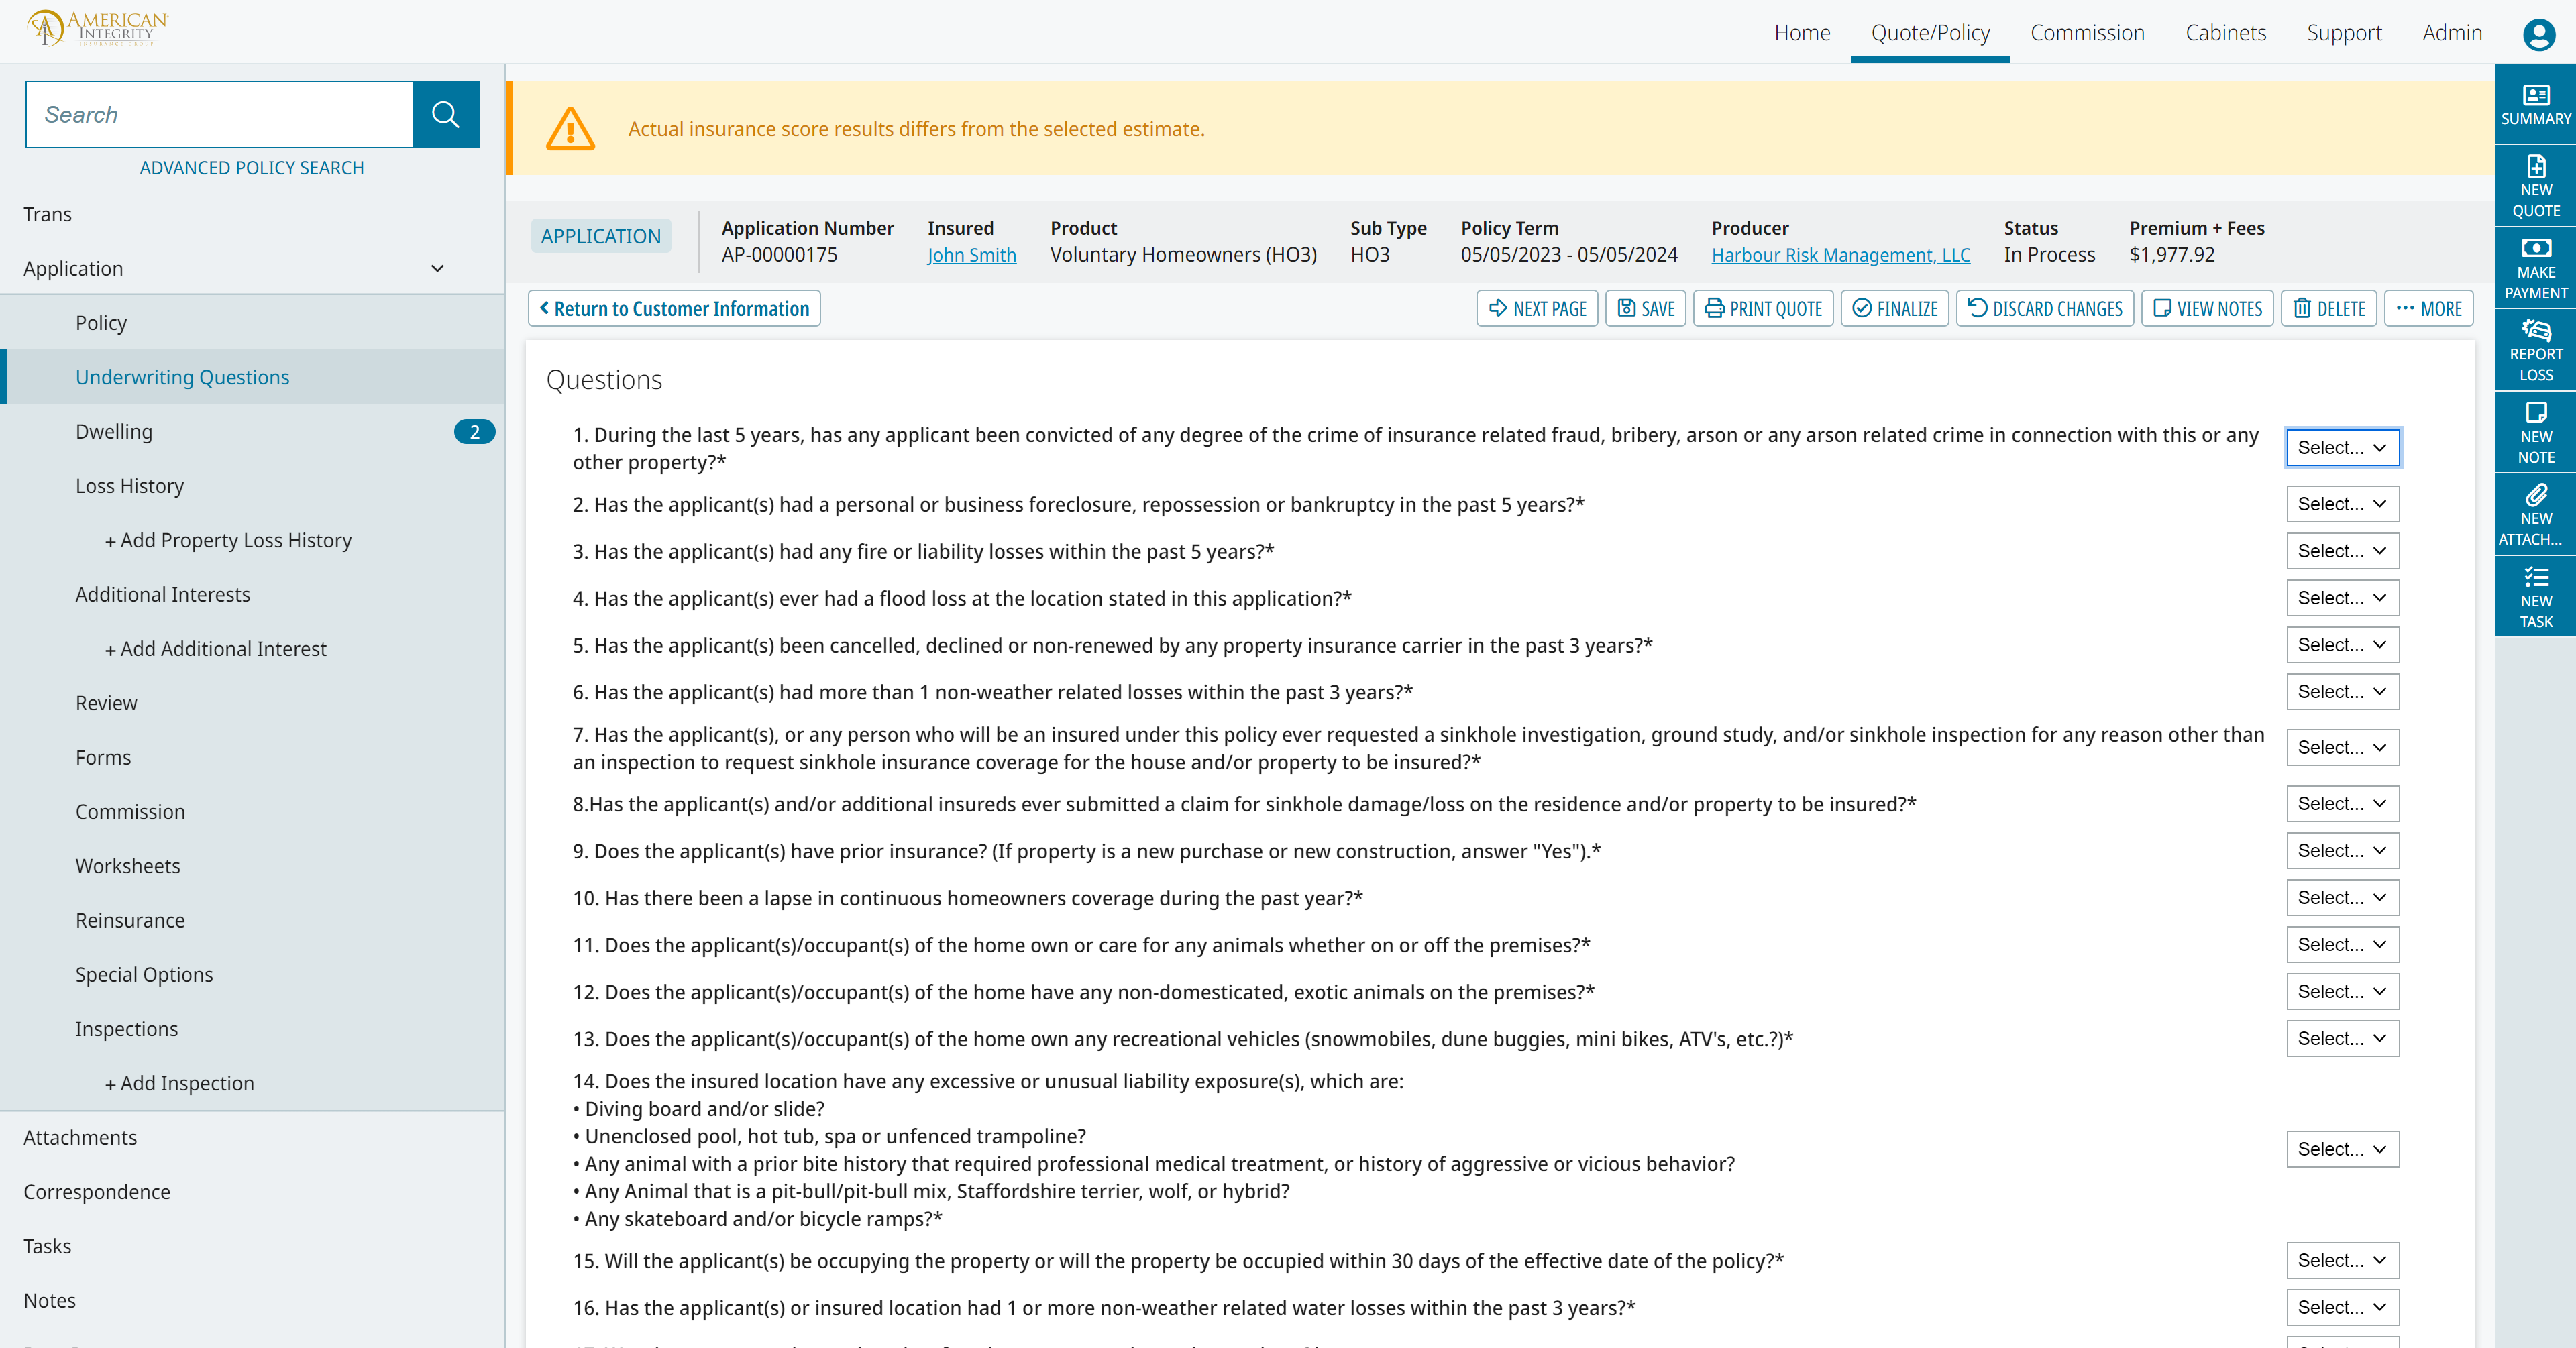 AMERICAN
INTEGRITY
INSURANCE GROUP
Home
Quote/Policy
Commission
Cabinets
Support
Admin
Search
ADVANCED POLICY SEARCH
Trans
Application
Policy
Underwriting Questions
Dwelling
2
Loss History
+ Add Property Loss History
Additional Interests
+ Add Additional Interest
Review
Forms
Commission
Worksheets
Reinsurance
Special Options
Inspections
+ Add Inspection
Attachments
Correspondence
Tasks
Notes
Actual insurance score results differs from the selected estimate.
APPLICATION
Application Number
AP-00000175
Insured
John Smith
Product
Voluntary Homeowners (HO3)
Sub Type
HO3
Policy Term
05/05/2023 - 05/05/2024
Producer
Harbour Risk Management, LLC
Status
In Process
Premium + Fees
$1,977.92
Return to Customer Information
NEXT PAGE
SAVE
PRINT QUOTE
FINALIZE
DISCARD CHANGES
VIEW NOTES
DELETE
MORE
Questions
1. During the last 5 years, has any applicant been convicted of any degree of the crime of insurance related fraud, bribery, arson or any arson related crime in connection with this or any
other property?*
Select...
2. Has the applicant(s) had a personal or business foreclosure, repossession or bankruptcy in the past 5 years?*
Select...
3. Has the applicant(s) had any fire or liability losses within the past 5 years?*
Select...
4. Has the applicant(s) ever had a flood loss at the location stated in this application?*
Select...
5. Has the applicant(s) been cancelled, declined or non-renewed by any property insurance carrier in the past 3 years?*
Select...
6. Has the applicant(s) had more than 1 non-weather related losses within the past 3 years?*
Select...
7. Has the applicant(s), or any person who will be an insured under this policy ever requested a sinkhole investigation, ground study, and/or sinkhole inspection for any reason other than
an inspection to request sinkhole insurance coverage for the house and/or property to be insured?*
Select...
8.Has the applicant(s) and/or additional insureds ever submitted a claim for sinkhole damage/loss on the residence and/or property to be insured?*
Select...
9. Does the applicant(s) have prior insurance? (If property is a new purchase or new construction, answer "Yes").*
Select...
10. Has there been a lapse in continuous homeowners coverage during the past year?*
Select...
11. Does the applicant(s)/occupant(s) of the home own or care for any animals whether on or off the premises?*
Select...
12. Does the applicant(s)/occupant(s) of the home have any non-domesticated, exotic animals on the premises?*
Select...
13. Does the applicant(s)/occupant(s) of the home own any recreational vehicles (snowmobiles, dune buggies, mini bikes, ATV's, etc.?)*
Select...
14. Does the insured location have any excessive or unusual liability exposure(s), which are:
• Diving board and/or slide?
• Unenclosed pool, hot tub, spa or unfenced trampoline?
• Any animal with a prior bite history that required professional medical treatment, or history of aggressive or vicious behavior?
• Any Animal that is a pit-bull/pit-bull mix, Staffordshire terrier, wolf, or hybrid?
• Any skateboard and/or bicycle ramps?*
Select...
15. Will the applicant(s) be occupying the property or will the property be occupied within 30 days of the effective date of the policy?*
Select...
16. Has the applicant(s) or insured location had 1 or more non-weather related water losses within the past 3 years?*
Select...
SUMMARY
NEW
QUOTE
MAKE
PAYMENT
REPORT
LOSS
NEW
NOTE
NEW
ATTACH...
NEW
TASK